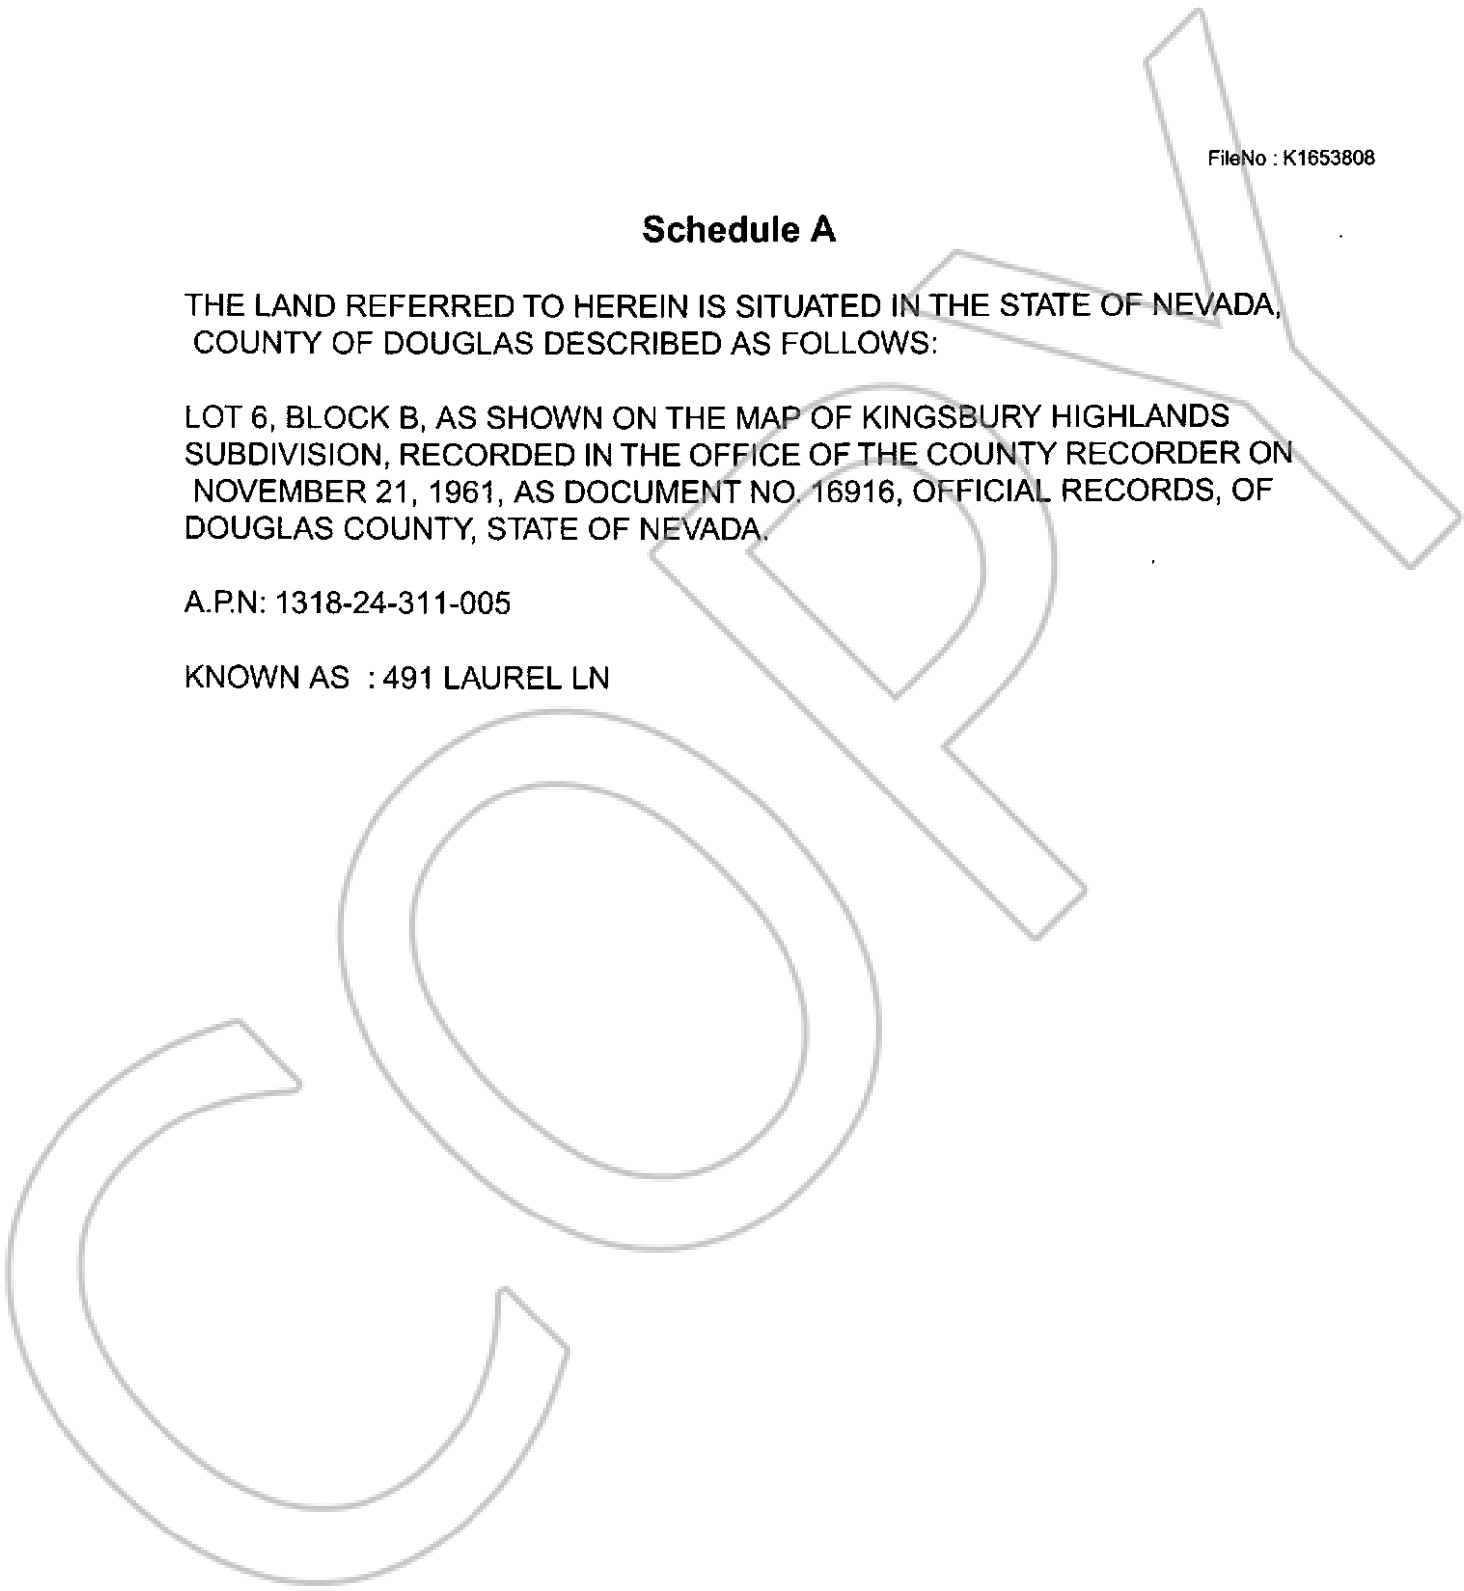 FileNo : K1653808
Schedule A
THE LAND REFERRED TO HEREIN IS SITUATED IN THE STATE OF NEVADA,
COUNTY OF DOUGLAS DESCRIBED AS FOLLOWS:
LOT 6, BLOCK B, AS SHOWN ON THE MAP OF KINGSBURY HIGHLANDS
SUBDIVISION, RECORDED IN THE OFFICE OF THE COUNTY RECORDER ON
NOVEMBER 21, 1961, AS DOCUMENT NO. 16916, OFFICIAL RECORDS, OF
DOUGLAS COUNTY, STATE OF NEVADA.
A.P.N: 1318-24-311-005
KNOWN AS : 491 LAUREL LN
COPY